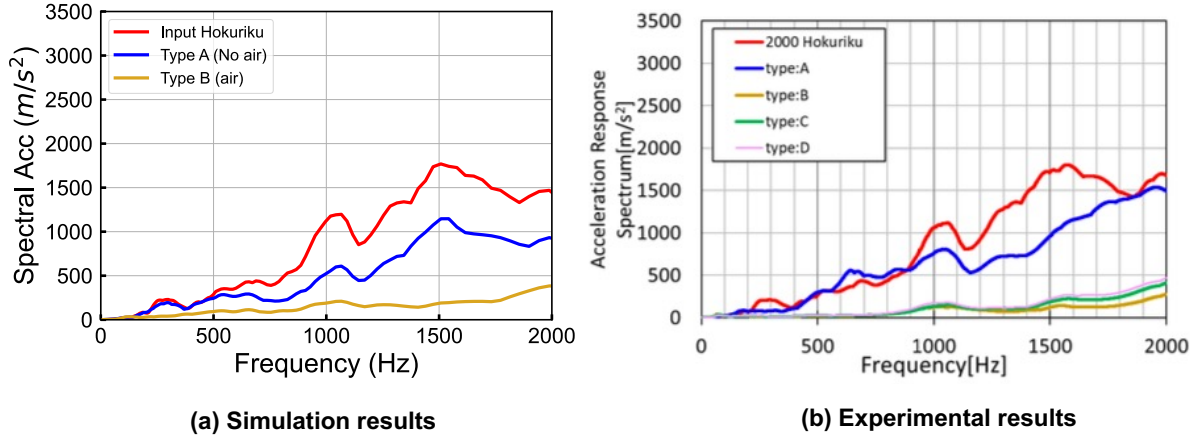 3500
3000
2500
2000
1500
1000
500
0
Spectral Acc (m/s²)
Input Hokuriku
Type A (No air)
Type B (air)
0 500 1000 1500 2000
Frequency (Hz)
(a) Simulation results
3500
3000
2500
2000
1500
1000
500
0
Acceleration Response
Spectrum[m/s²]
2000 Hokuriku
type:A
type:B
type:C
type:D
0 500 1000 1500 2000
Frequency[Hz]
(b) Experimental results